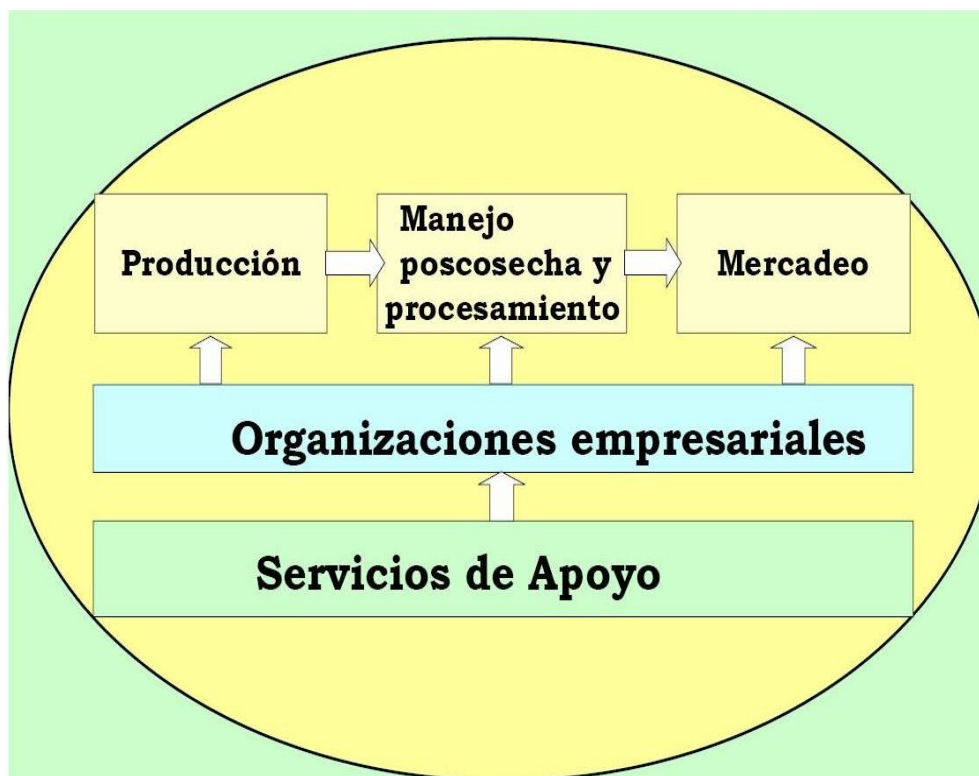 Producción
Manejo
poscosecha y
procesamiento
Mercadeo
Organizaciones empresariales
Servicios de Apoyo